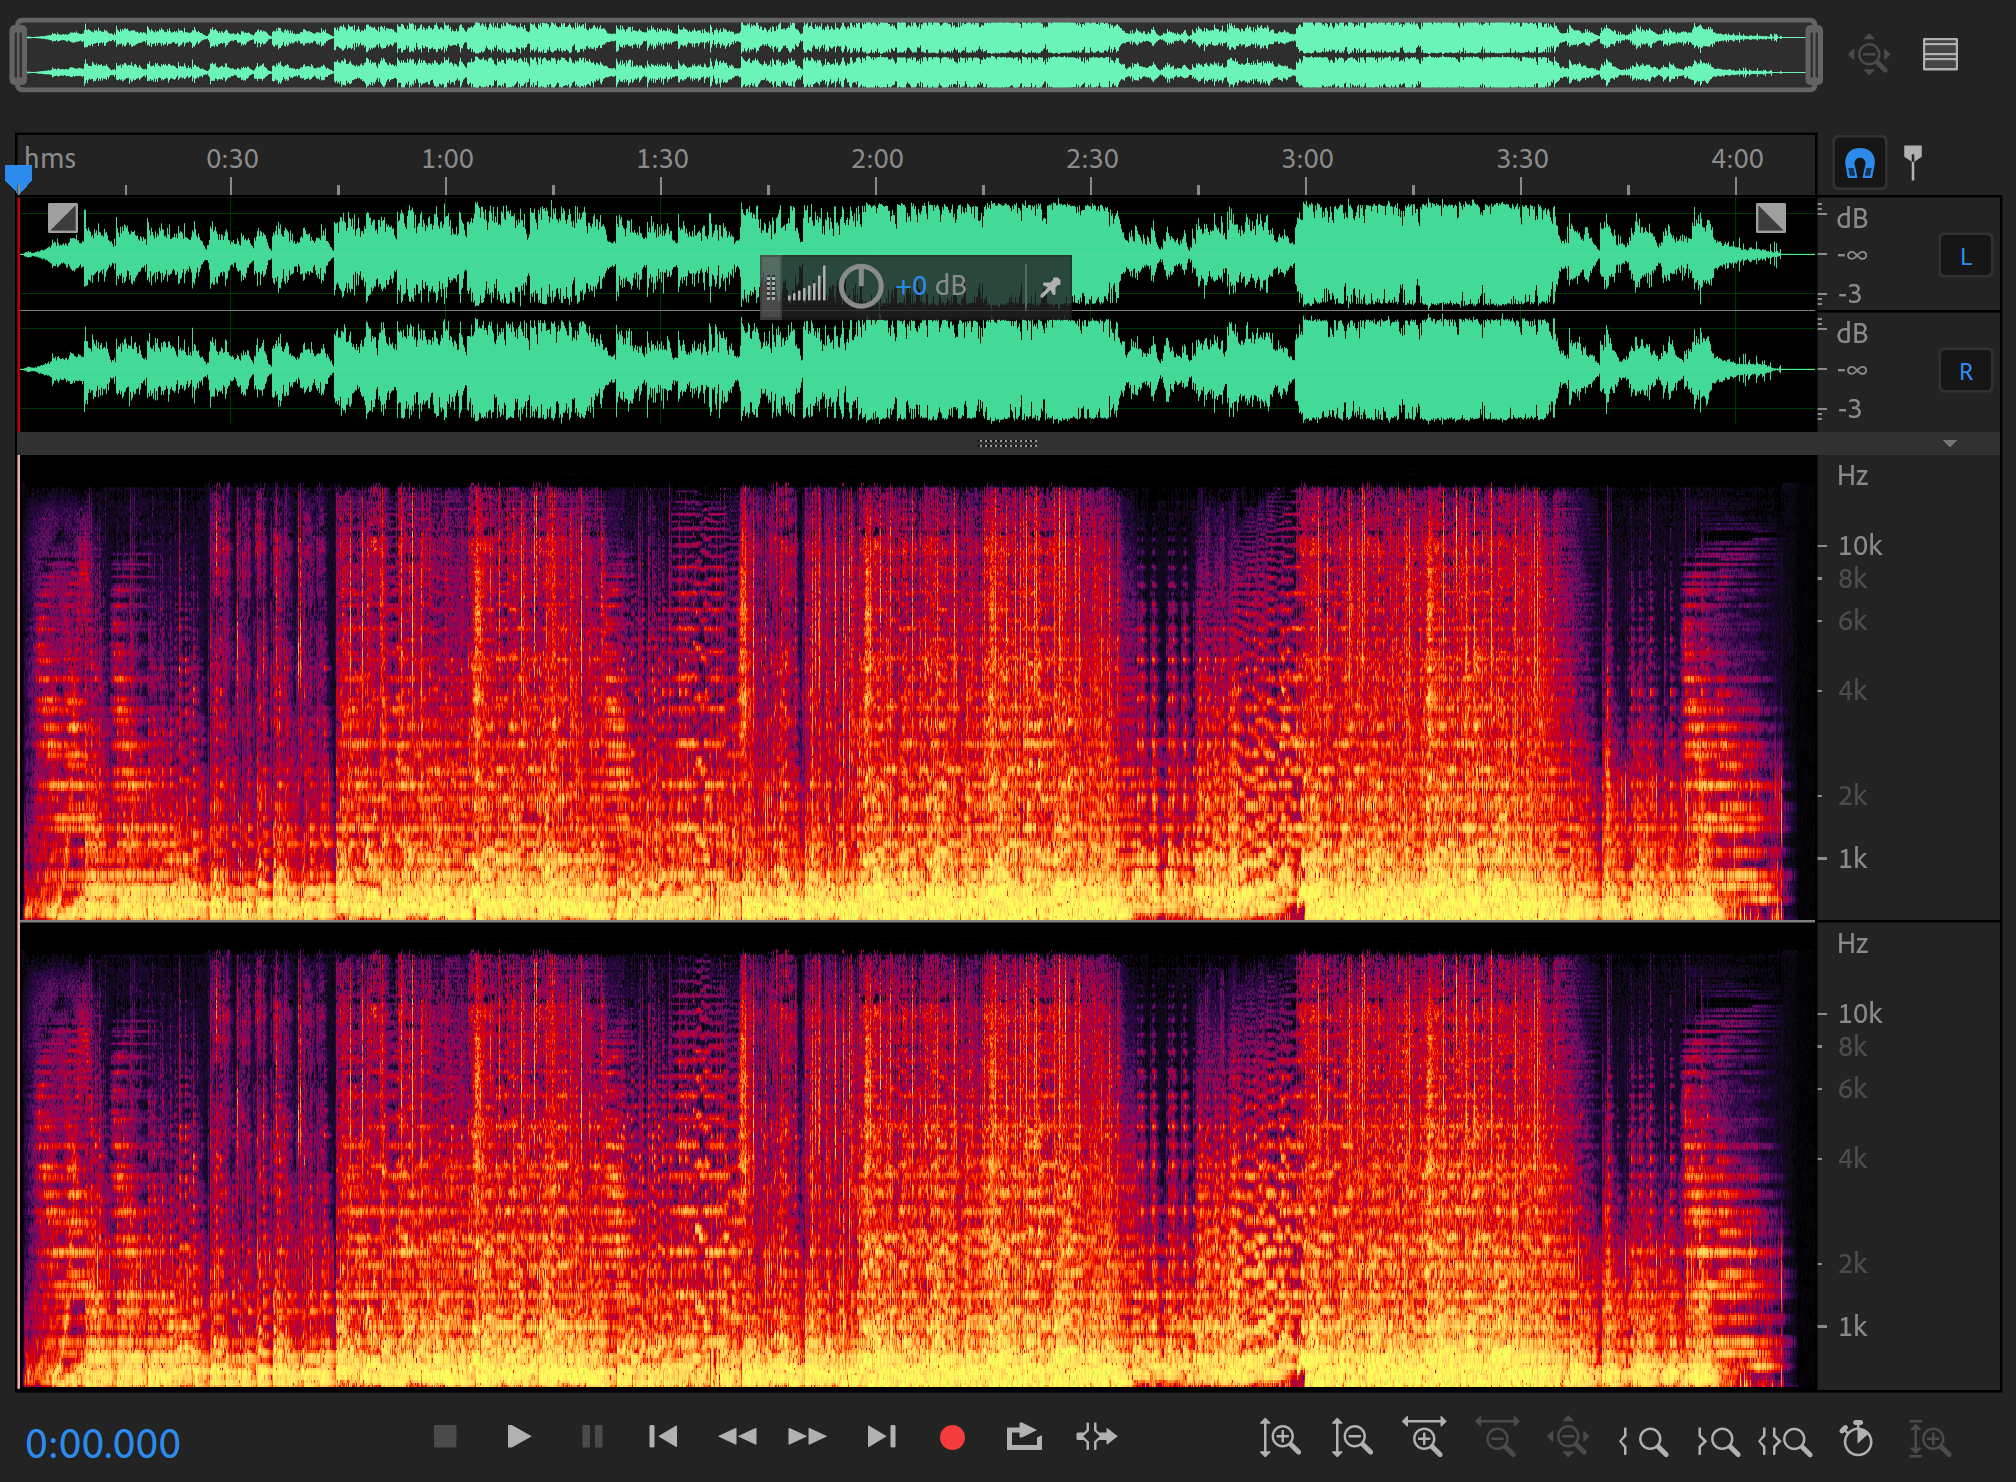 hms 0:30 1:00 1:30 2:00 2:30 3:00 3:30 4:00
dB
-∞
L
-3
+0 dB
dB
-∞
R
-3
Hz
10k
8k
6k
4k
2k
1k
Hz
10k
8k
6k
4k
2k
1k
0:00.000